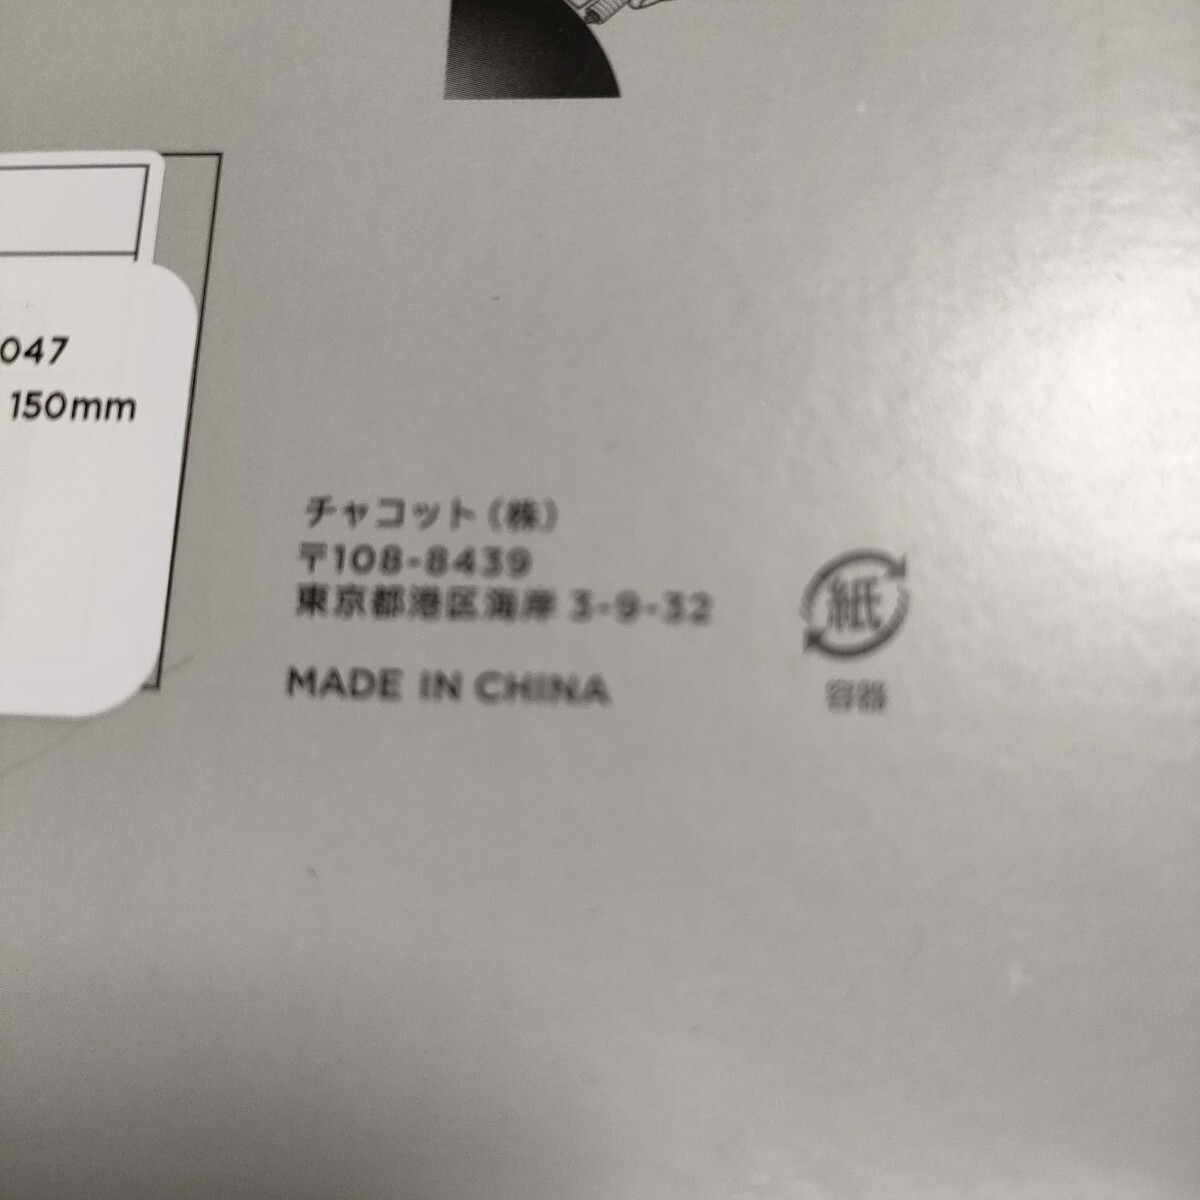 047
150mm
チャコット（株）
〒108-8439
東京都港区海岸 3-9-32
MADE IN CHINA
紙
容器